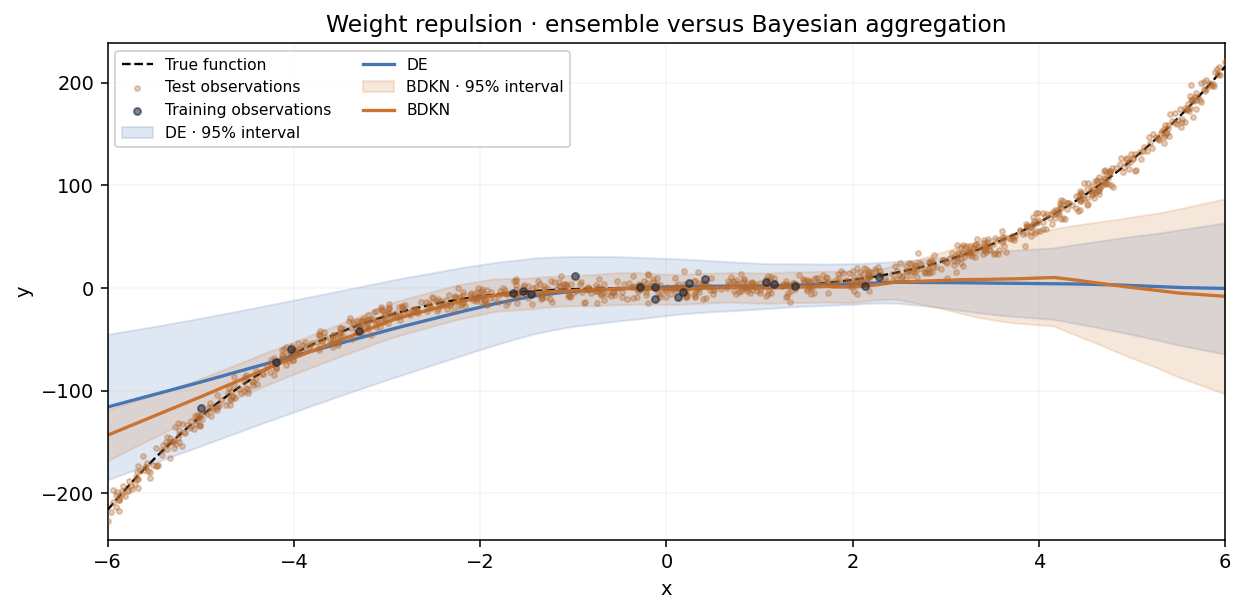 Weight repulsion · ensemble versus Bayesian aggregation
True function
Test observations
Training observations
DE · 95% interval
DE
BDKN · 95% interval
BDKN
200
100
0
−100
−200
y
−6
−4
−2
0
2
4
6
x